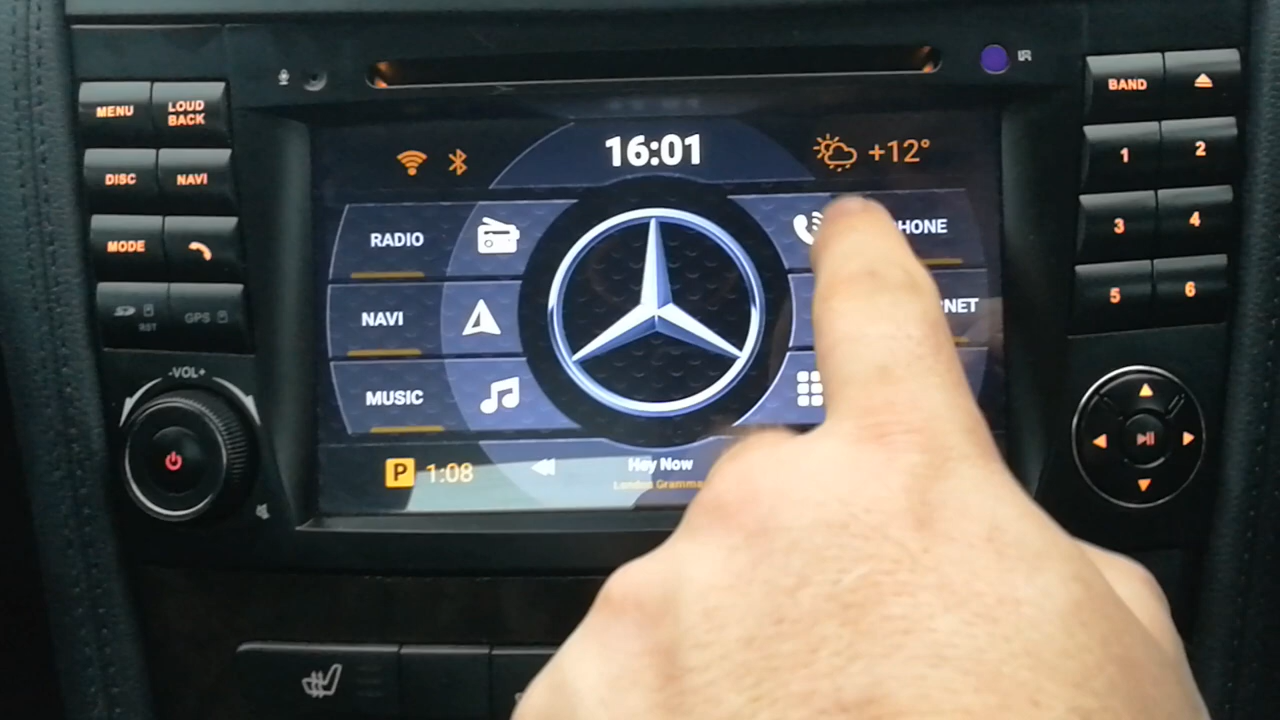 MENU
LOUD
BACK
DISC
NAVI
MODE
SD
RST
GPS
-VOL+
IR
BAND
1
2
3
4
5
6
16:01
+12°
RADIO
NAVI
MUSIC
HONE
NET
P 1:08
Hey Now
London Gramma